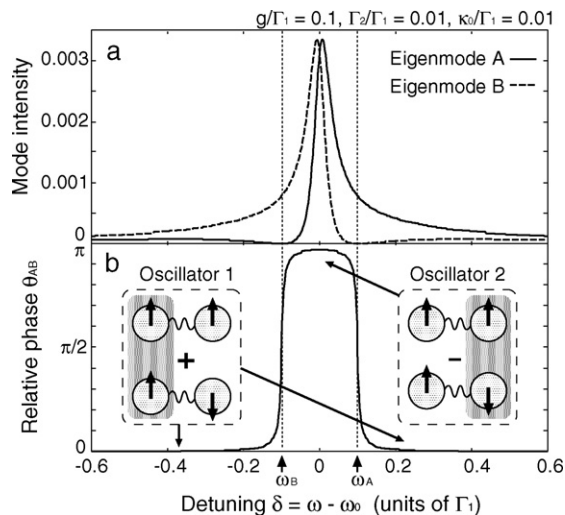 g/Γ₁ = 0.1, Γ₂/Γ₁ = 0.01, κ₀/Γ₁ = 0.01
a
Eigenmode A
Eigenmode B
Mode intensity
0.003
0.002
0.001
0
b
Oscillator 1
Oscillator 2
Relative phase θAB
π
π/2
0
+
−
-0.6
-0.4
-0.2
0
0.2
0.4
0.6
ωB
ωA
Detuning δ = ω - ω₀ (units of Γ₁)